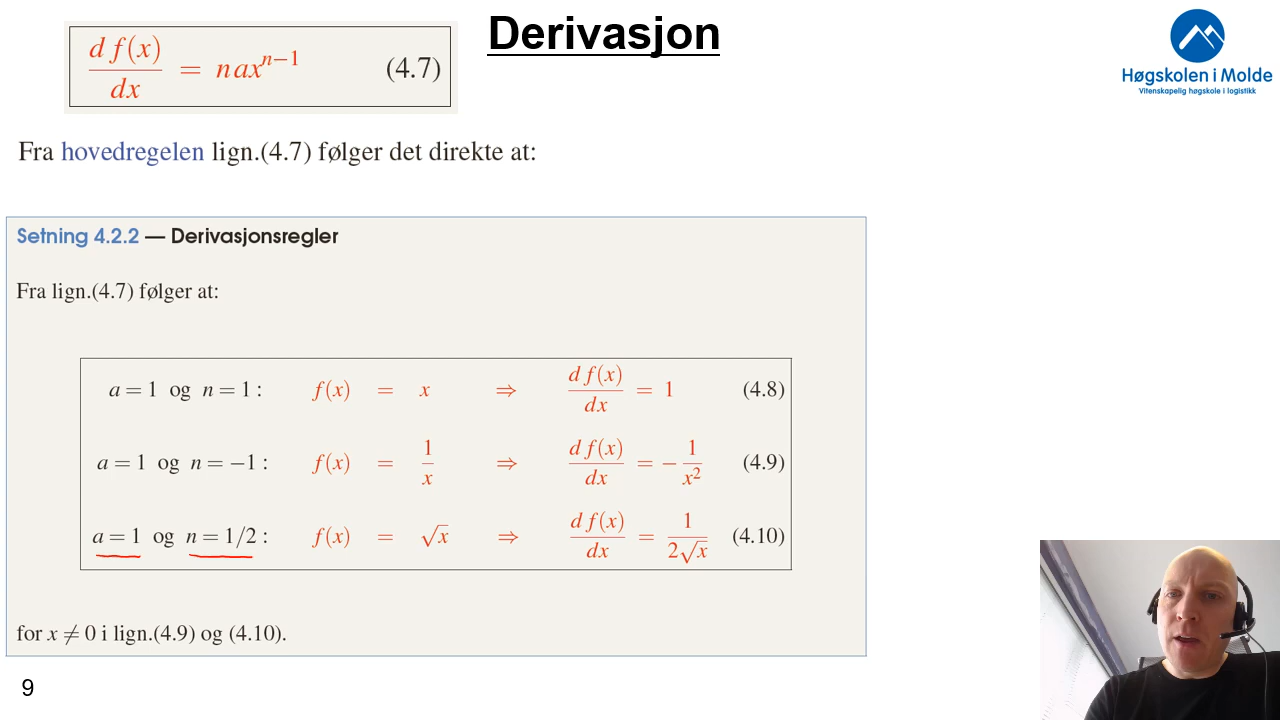 Derivasjon
d f(x)/dx = nax^{n−1} (4.7)
Høgskolen i Molde
Vitenskapelig høgskole i logistikk
Fra hovedregelen lign.(4.7) følger det direkte at:
Setning 4.2.2 — Derivasjonsregler
Fra lign.(4.7) følger at:
a = 1 og n = 1 : f(x) = x ⇒ d f(x)/dx = 1 (4.8)
a = 1 og n = −1 : f(x) = 1/x ⇒ d f(x)/dx = −1/x² (4.9)
a = 1 og n = 1/2 : f(x) = √x ⇒ d f(x)/dx = 1/2√x (4.10)
for x ≠ 0 i lign.(4.9) og (4.10).
9